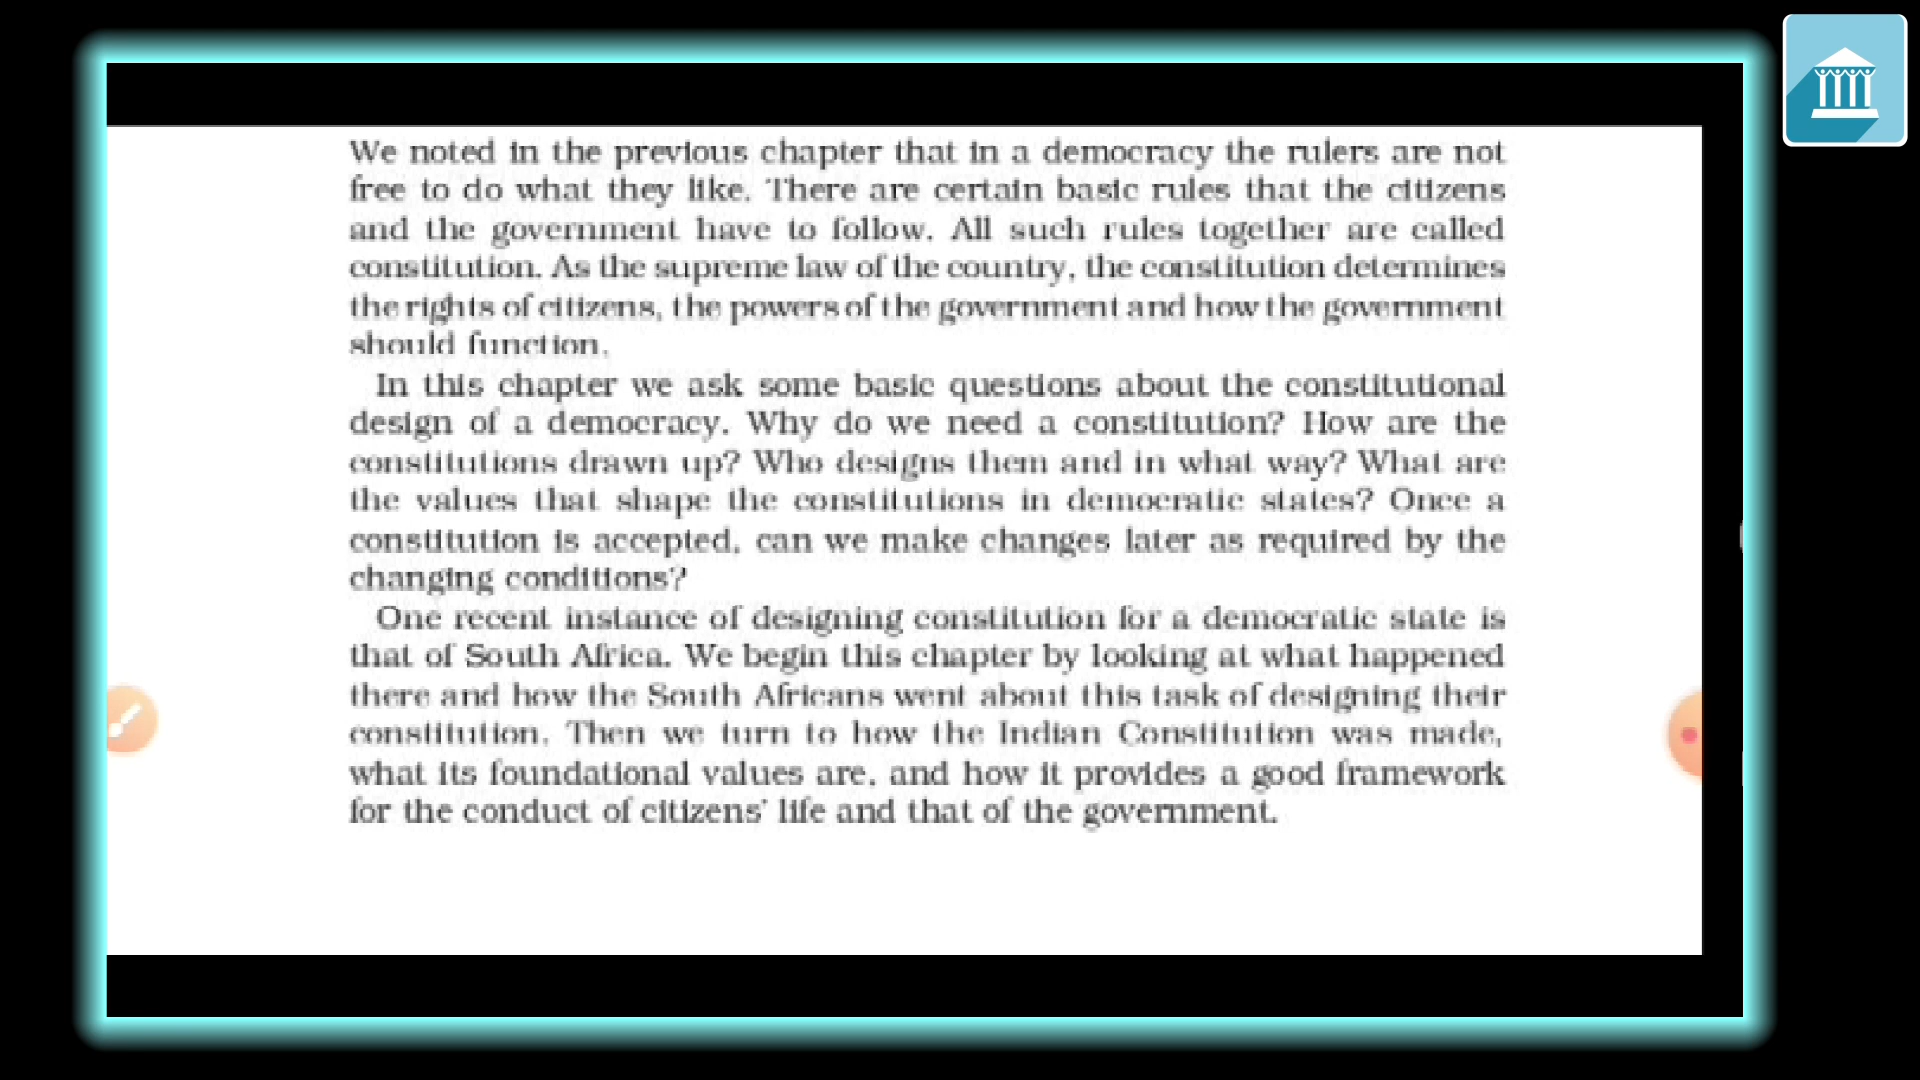 We noted in the previous chapter that in a democracy the rulers are not
free to do what they like. There are certain basic rules that the citizens
and the government have to follow. All such rules together are called
constitution. As the supreme law of the country, the constitution determines
the rights of citizens, the powers of the government and how the government
should function.
In this chapter we ask some basic questions about the constitutional
design of a democracy. Why do we need a constitution? How are the
constitutions drawn up? Who designs them and in what way? What are
the values that shape the constitutions in democratic states? Once a
constitution is accepted, can we make changes later as required by the
changing conditions?
One recent instance of designing constitution for a democratic state is
that of South Africa. We begin this chapter by looking at what happened
there and how the South Africans went about this task of designing their
constitution. Then we turn to how the Indian Constitution was made,
what its foundational values are, and how it provides a good framework
for the conduct of citizens' life and that of the government.